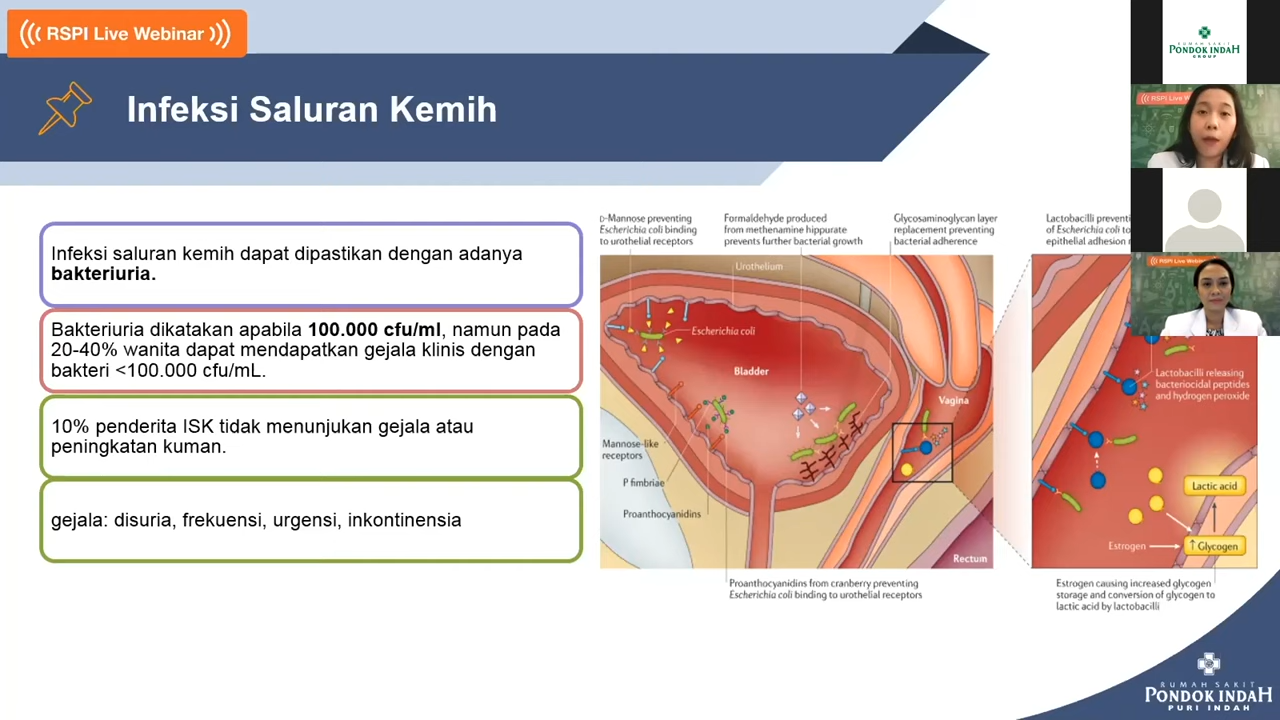 RSPI Live Webinar
Infeksi Saluran Kemih
Infeksi saluran kemih dapat dipastikan dengan adanya
bakteriuria.
Bakteriuria dikatakan apabila 100.000 cfu/ml, namun pada
20-40% wanita dapat mendapatkan gejala klinis dengan
bakteri <100.000 cfu/mL.
10% penderita ISK tidak menunjukan gejala atau
peningkatan kuman.
gejala: disuria, frekuensi, urgensi, inkontinensia
D-Mannose preventing
Escherichia coli binding
to urothelial receptors
Formaldehyde produced
from methenamine hippurate
prevents further bacterial growth
Glycosaminoglycan layer
replacement preventing
bacterial adherence
Lactobacilli
of Escherichia coli
epithelial adhesion
Urothelium
Escherichia coli
Bladder
Vagina
Mannose-like
receptors
P fimbriae
Proanthocyanidins
Rectum
Proanthocyanidins from cranberry preventing
Escherichia coli binding to urothelial receptors
Lactobacilli releasing
bacteriocidal peptides
and hydrogen peroxide
Lactic acid
Estrogen
↑ Glycogen
Estrogen causing increased glycogen
storage and conversion of glycogen to
lactic acid by lactobacilli
RUMAH SAKIT
PONDOK INDAH
GROUP
RSPI Live
RSPI Live Webinar
RUMAH SAKIT
PONDOK INDAH
PURI INDAH